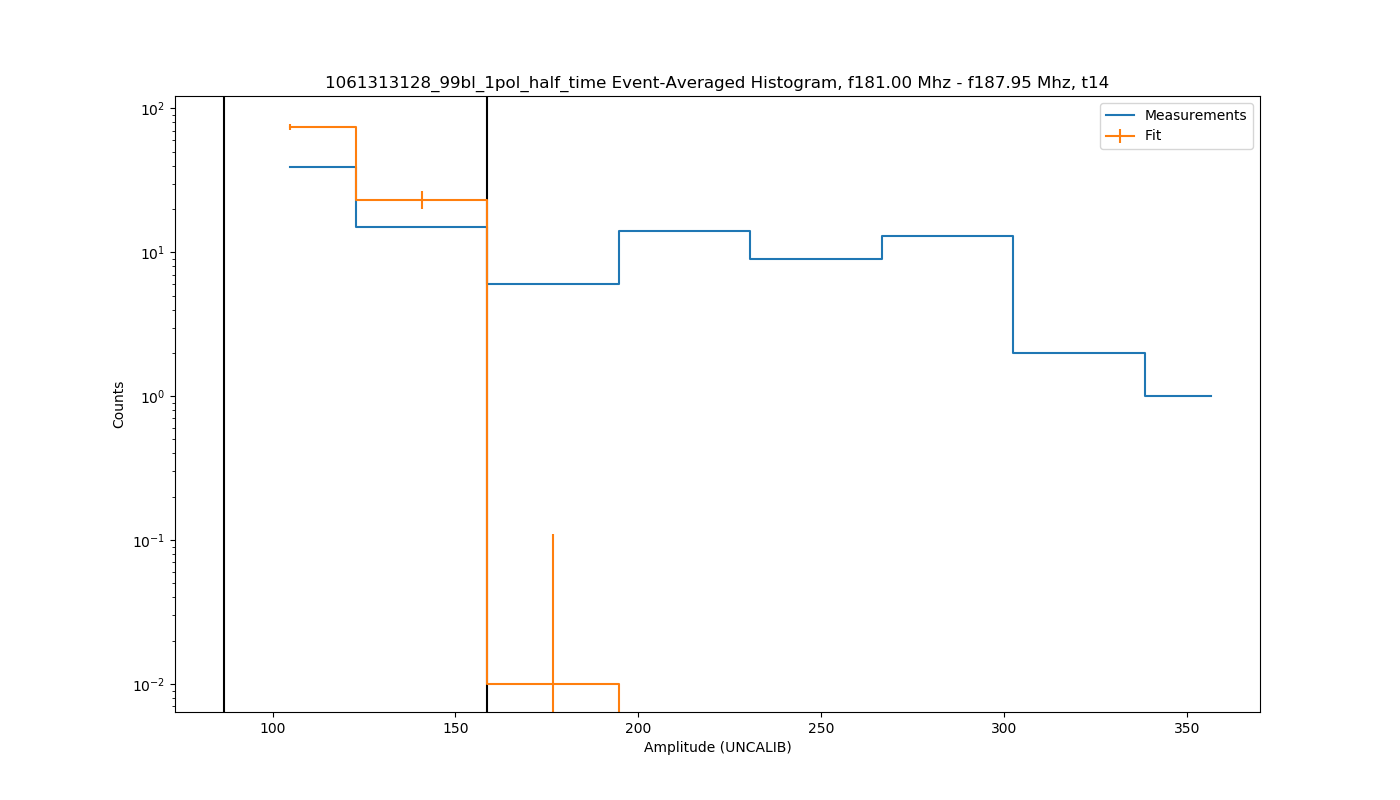 1061313128_99bl_1pol_half_time Event-Averaged Histogram, f181.00 Mhz - f187.95 Mhz, t14
Measurements
Fit
10²
10¹
10⁰
10⁻¹
10⁻²
Counts
100 150 200 250 300 350
Amplitude (UNCALIB)